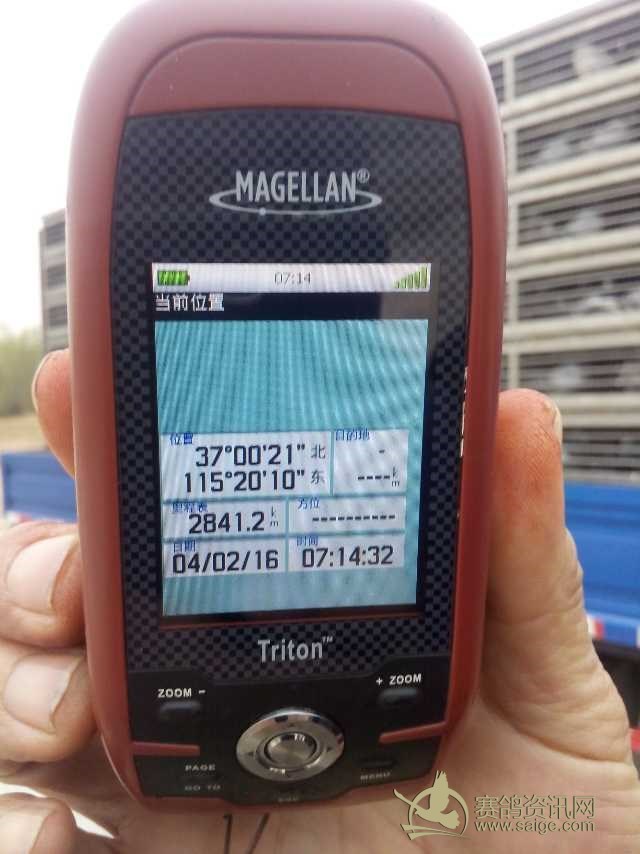 MAGELLAN®
07:14
当前位置
位置 目的地
37°00'21" 北 -
115°20'10" 东 ---- km
里程表 方位
2841.2 km ----------
日期 时间
04/02/16 07:14:32
Triton™
ZOOM - + ZOOM
PAGE MENU
GO TO
赛鸽资讯网
www.saige.com